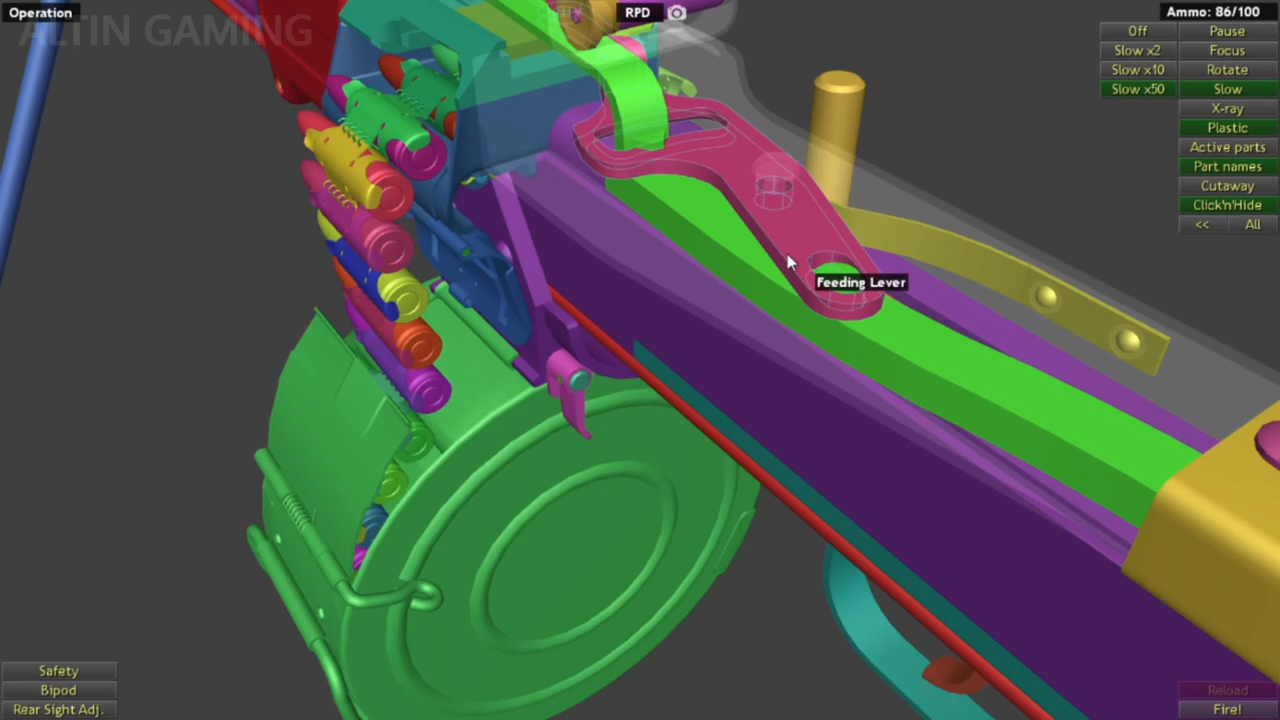 Operation
RPD
Ammo: 86/100
ALTIN GAMING
Off
Pause
Slow x2
Focus
Slow x10
Rotate
Slow x50
Slow
X-ray
Plastic
Active parts
Part names
Cutaway
Click'n'Hide
<<
All
Feeding Lever
Safety
Bipod
Rear Sight Adj.
Reload
Fire!